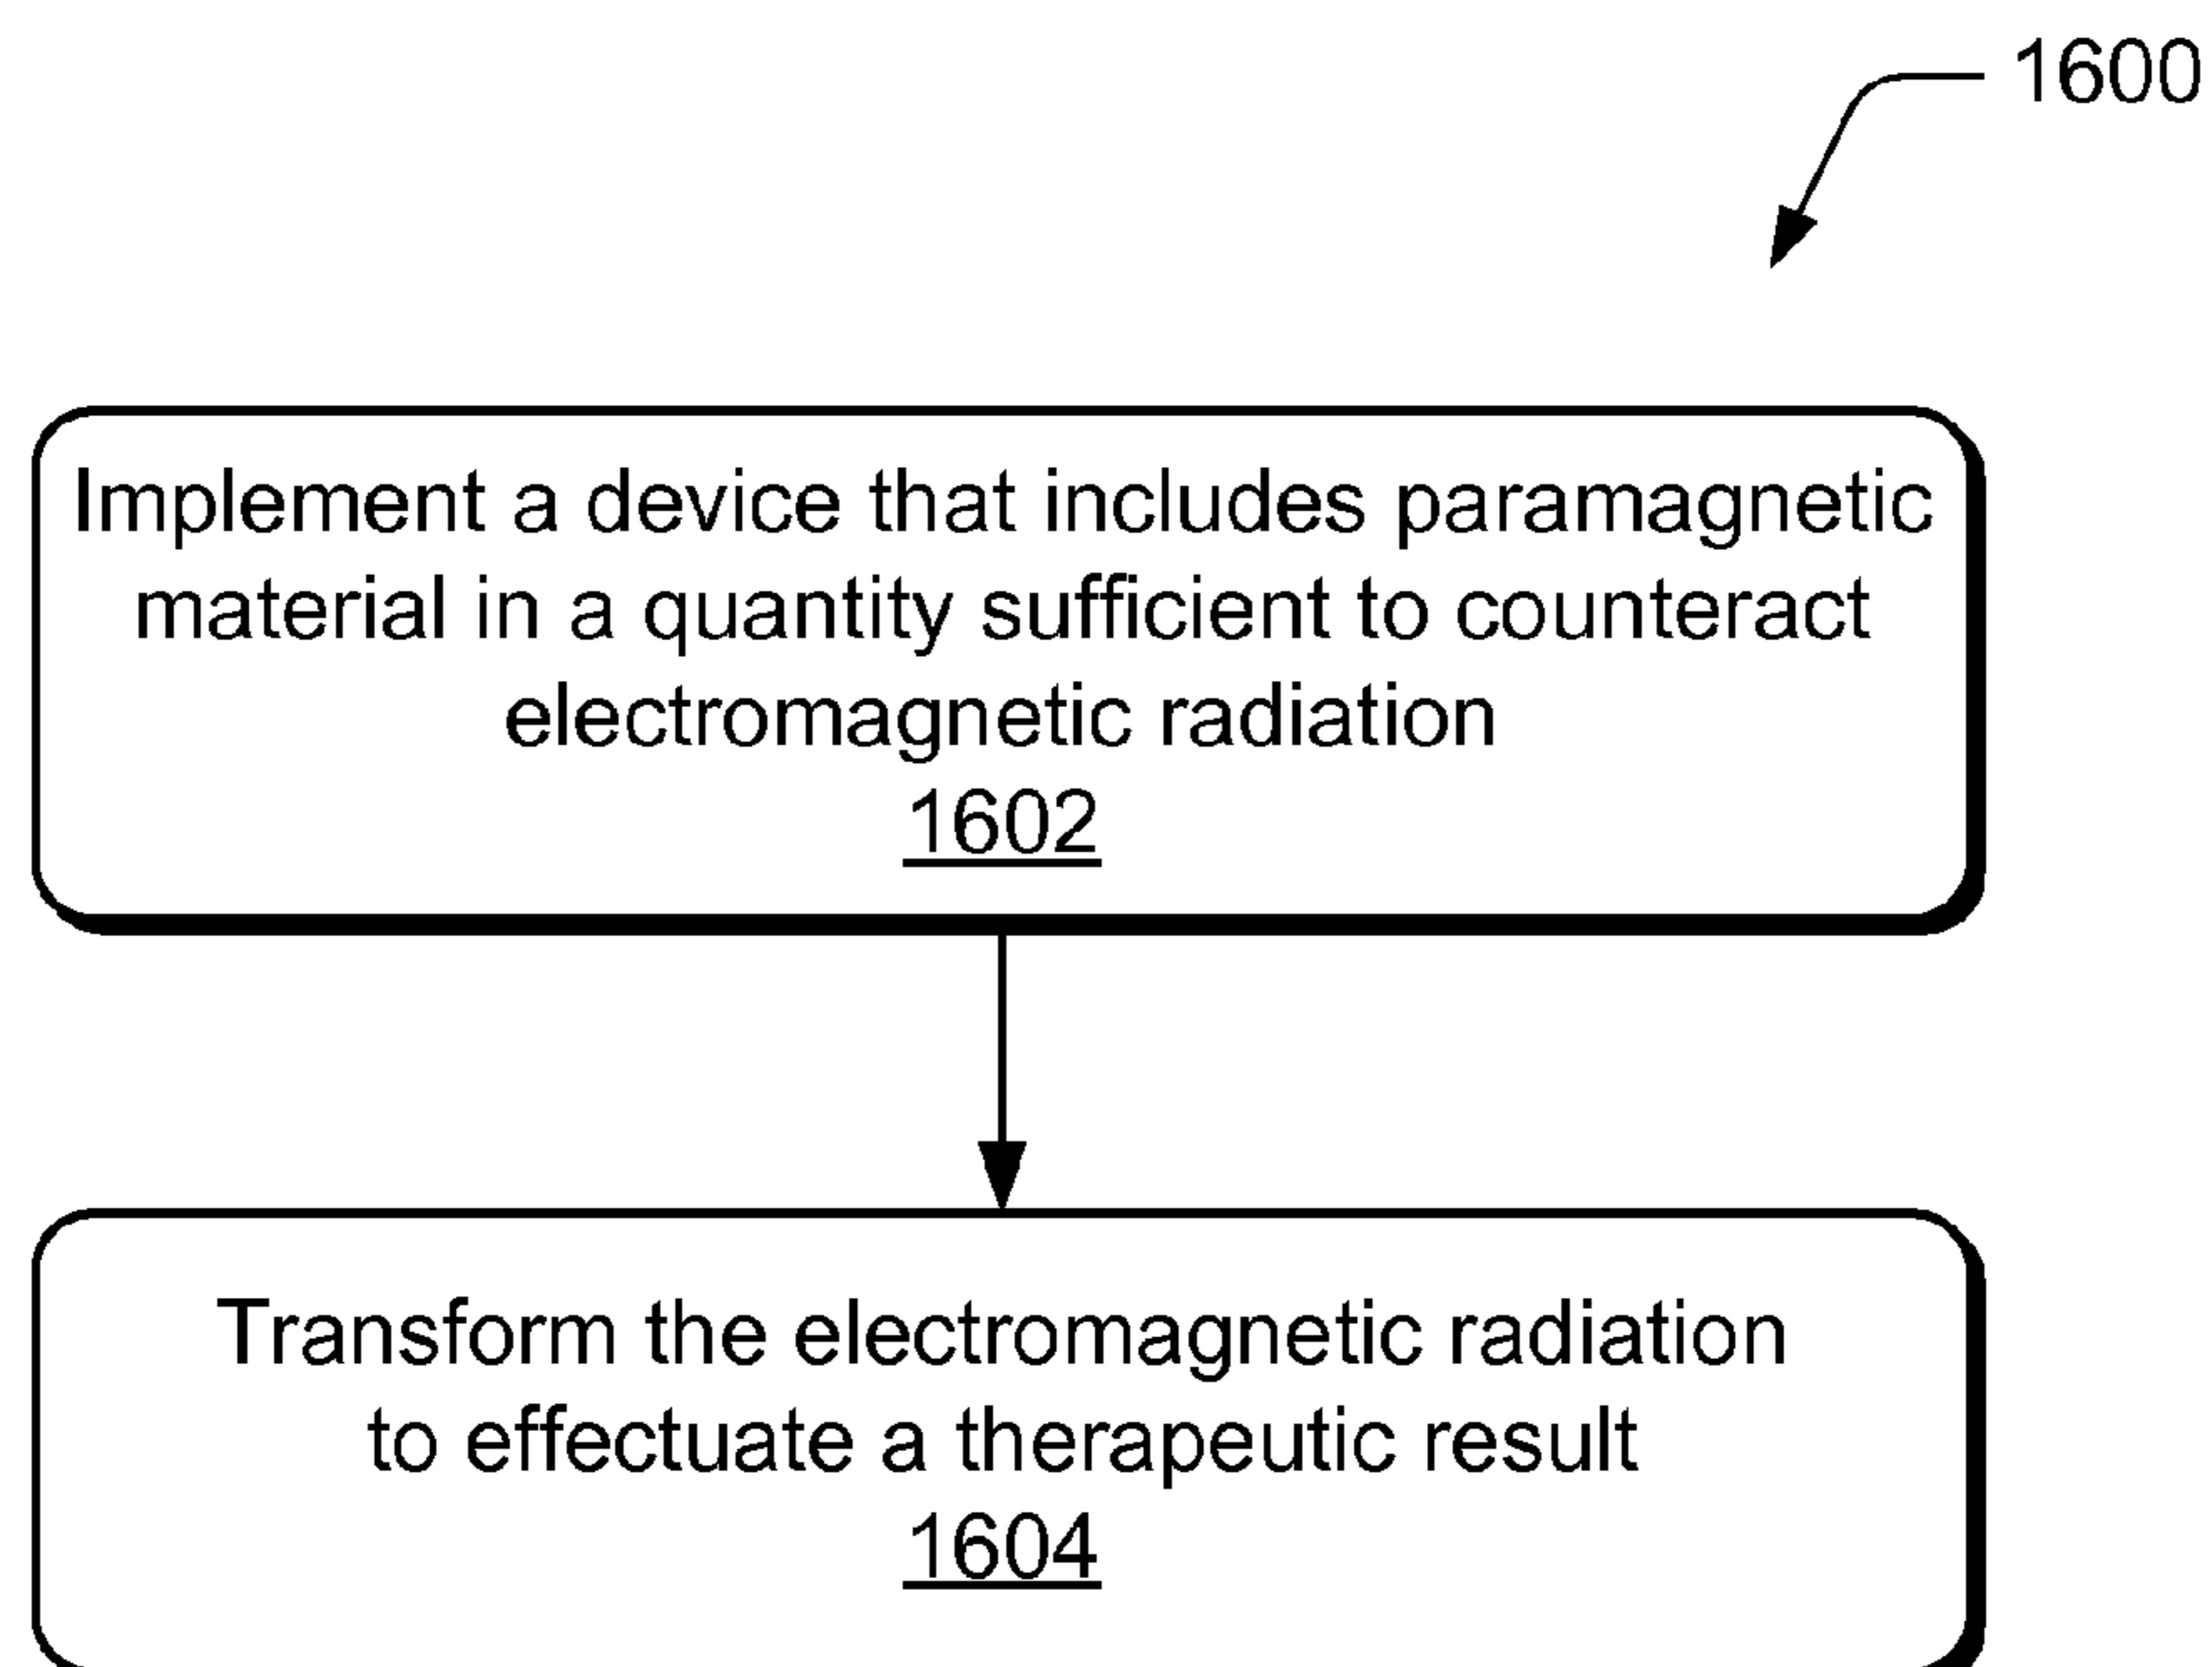 1600
Implement a device that includes paramagnetic
material in a quantity sufficient to counteract
electromagnetic radiation
1602
Transform the electromagnetic radiation
to effectuate a therapeutic result
1604